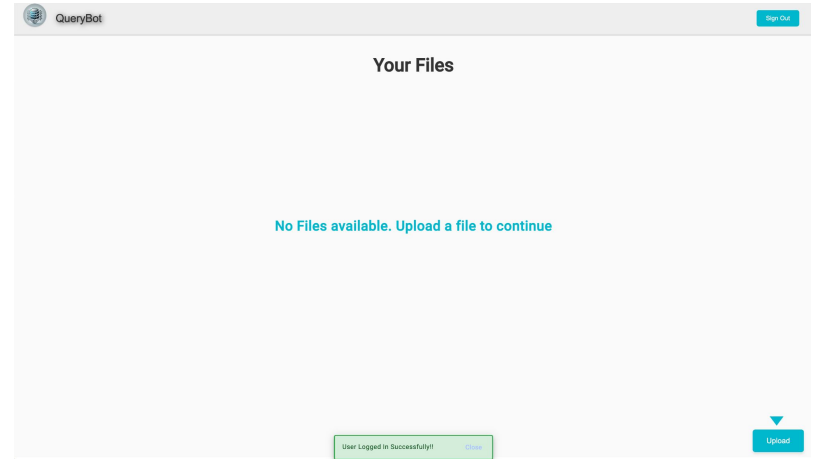 QueryBot
Sign Out
Your Files
No Files available. Upload a file to continue
User Logged In Successfully!!
Close
Upload